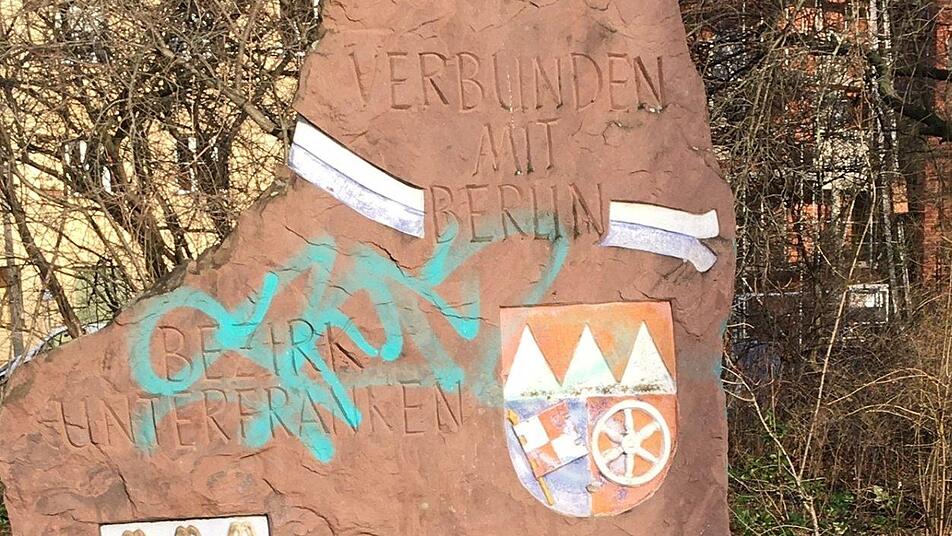 VERBUNDEN
MIT
BERLIN
BEZIRK
UNTERFRANKEN